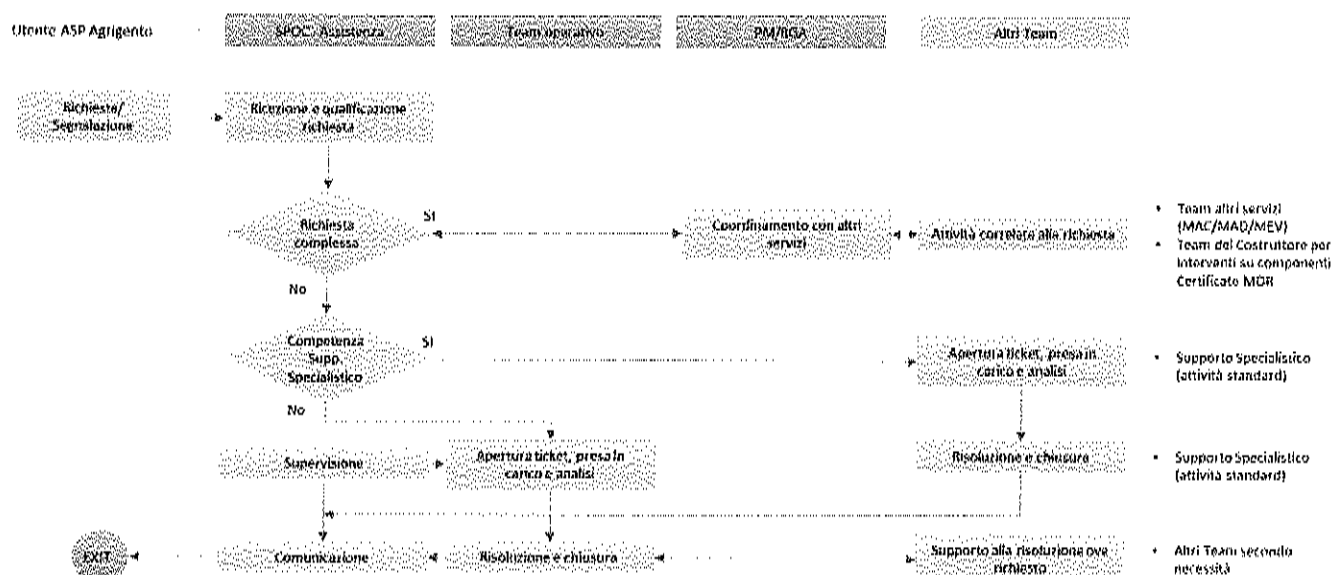 Utente ASP Agrigento
SPOC Assistenza
Team operativo
PM/RGA
Altri Team
Richiesta/
Segnalazione
Ricezione e qualificazione
richiesta
Richiesta
complessa
SI
Coordinamento con altri
servizi
Attività correlate alla richiesta
• Team altri servizi
(MAC/MAD/MEV)
• Team del Costruttore per
Interventi su componenti
Certificato MDR
No
Competenza
Supp.
Specialistico
SI
Apertura ticket, presa in
carico e analisi
• Supporto Specialistico
(attività standard)
No
Supervisione
Apertura ticket, presa in
carico e analisi
Risoluzione e chiusura
• Supporto Specialistico
(attività standard)
EXIT
Comunicazione
Risoluzione e chiusura
Supporto alla risoluzione ove
richiesto
• Altri Team secondo
necessità